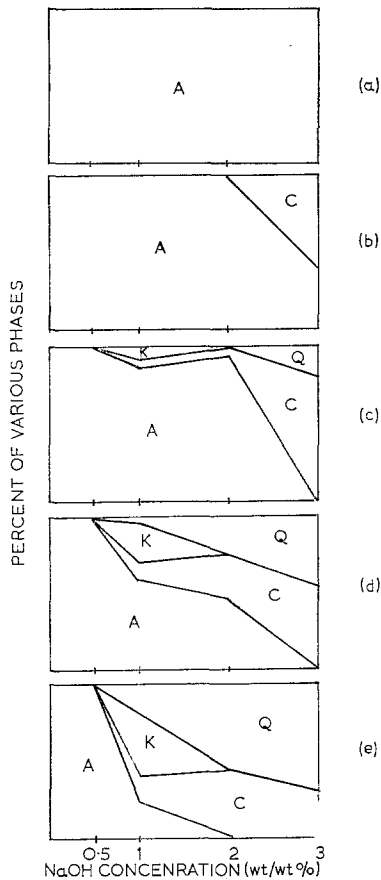 A
(a)
A
C
(b)
K
Q
A
C
(c)
K
Q
A
C
(d)
K
Q
A
C
(e)
PERCENT OF VARIOUS PHASES
0·5 1 2 3
NaOH CONCENRATION (wt/wt %)